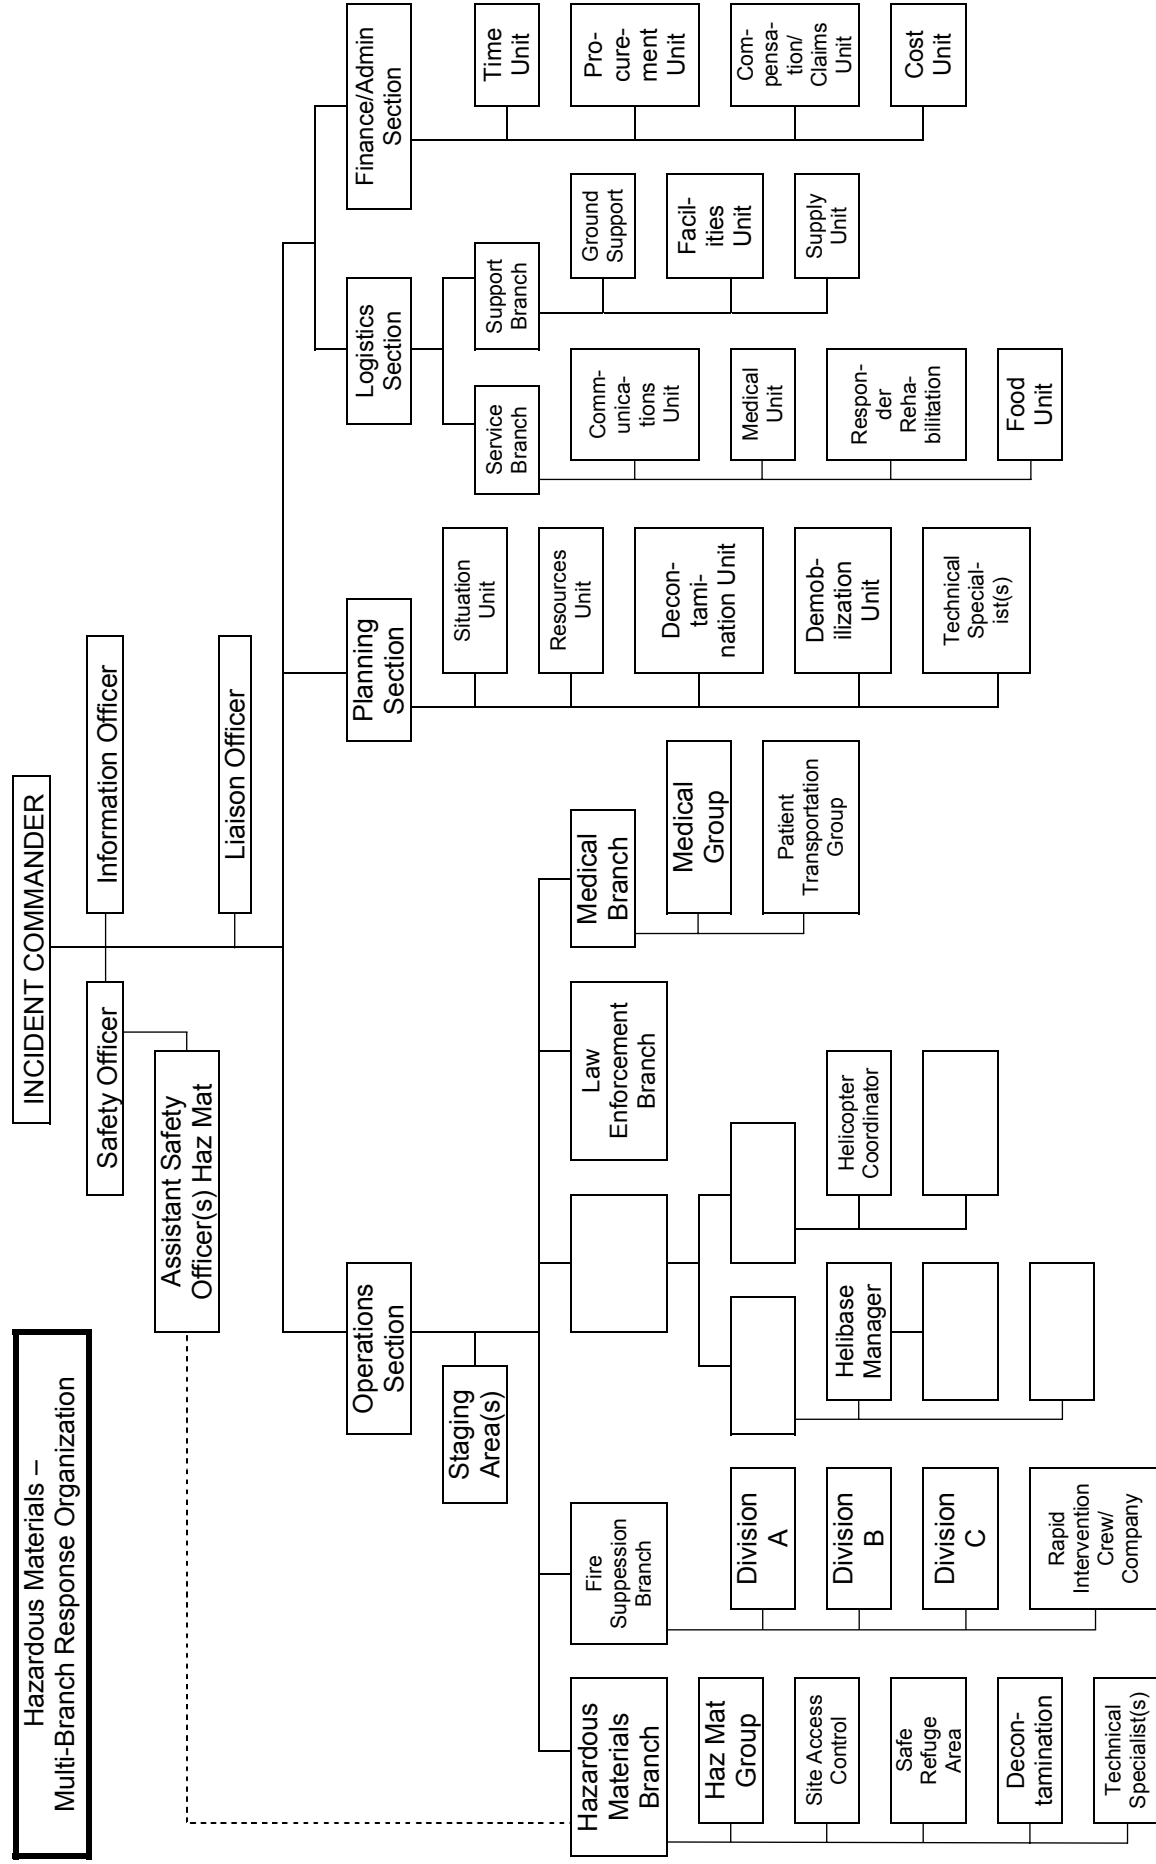 Hazardous Materials –
Multi-Branch Response Organization
INCIDENT COMMANDER
Safety Officer
Information Officer
Assistant Safety
Officer(s) Haz Mat
Liaison Officer
Operations
Section
Planning
Section
Logistics
Section
Finance/Admin
Section
Staging
Area(s)
Hazardous
Materials
Branch
Haz Mat
Group
Site Access
Control
Safe
Refuge
Area
Decon-
tamination
Technical
Specialist(s)
Fire
Suppession
Branch
Division
A
Division
B
Division
C
Rapid
Intervention
Crew/
Company
Helibase
Manager
Helicopter
Coordinator
Law
Enforcement
Branch
Medical
Branch
Medical
Group
Patient
Transportation
Group
Situation
Unit
Resources
Unit
Decon-
tami-
nation Unit
Demob-
ilization
Unit
Technical
Special-
ist(s)
Service
Branch
Comm-
unica-
tions
Unit
Medical
Unit
Respon-
der
Reha-
bilitation
Food
Unit
Support
Branch
Ground
Support
Facil-
ities
Unit
Supply
Unit
Time
Unit
Pro-
cure-
ment
Unit
Com-
pensa-
tion/
Claims
Unit
Cost
Unit